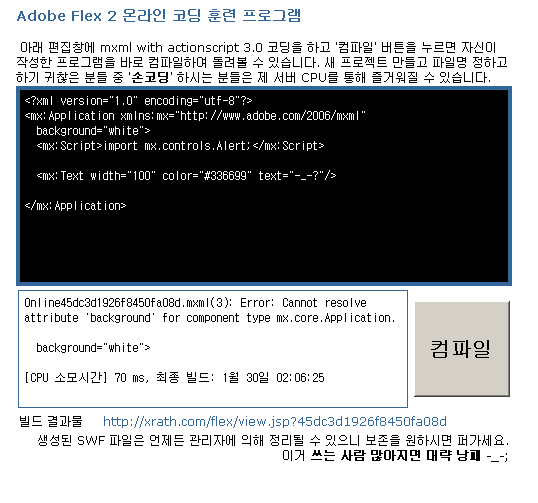 Adobe Flex 2 온라인 코딩 훈련 프로그램
아래 편집창에 mxml with actionscript 3.0 코딩을 하고 '컴파일' 버튼을 누르면 자신이
작성한 프로그램을 바로 컴파일하여 돌려볼 수 있습니다. 새 프로젝트 만들고 파일명 정하고
하기 귀찮은 분들 중 '손코딩' 하시는 분들은 제 서버 CPU를 통해 즐거워질 수 있습니다.
<?xml version="1.0" encoding="utf-8"?>
<mx:Application xmlns:mx="http://www.adobe.com/2006/mxml"
background="white">
<mx:Script>import mx.controls.Alert;</mx:Script>
<mx:Text width="100" color="#336699" text="-_-?"/>
</mx:Application>
Online45dc3d1926f8450fa08d.mxml(3): Error: Cannot resolve
attribute 'background' for component type mx.core.Application.
background="white">
[CPU 소모시간] 70 ms, 최종 빌드: 1월 30일 02:06:25
컴파일
빌드 결과물 http://xrath.com/flex/view.jsp?45dc3d1926f8450fa08d
생성된 SWF 파일은 언제든 관리자에 의해 정리될 수 있으니 보존을 원하시면 퍼가세요.
이거 쓰는 사람 많아지면 대략 낭패 -_-;